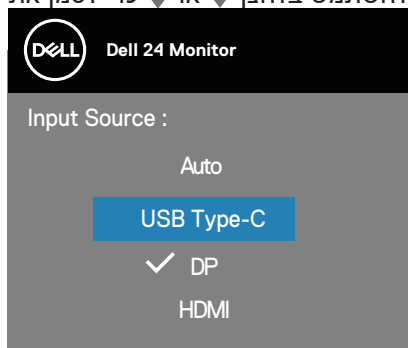 DELL
Dell 24 Monitor
Input Source :
Auto
USB Type-C
DP
HDMI